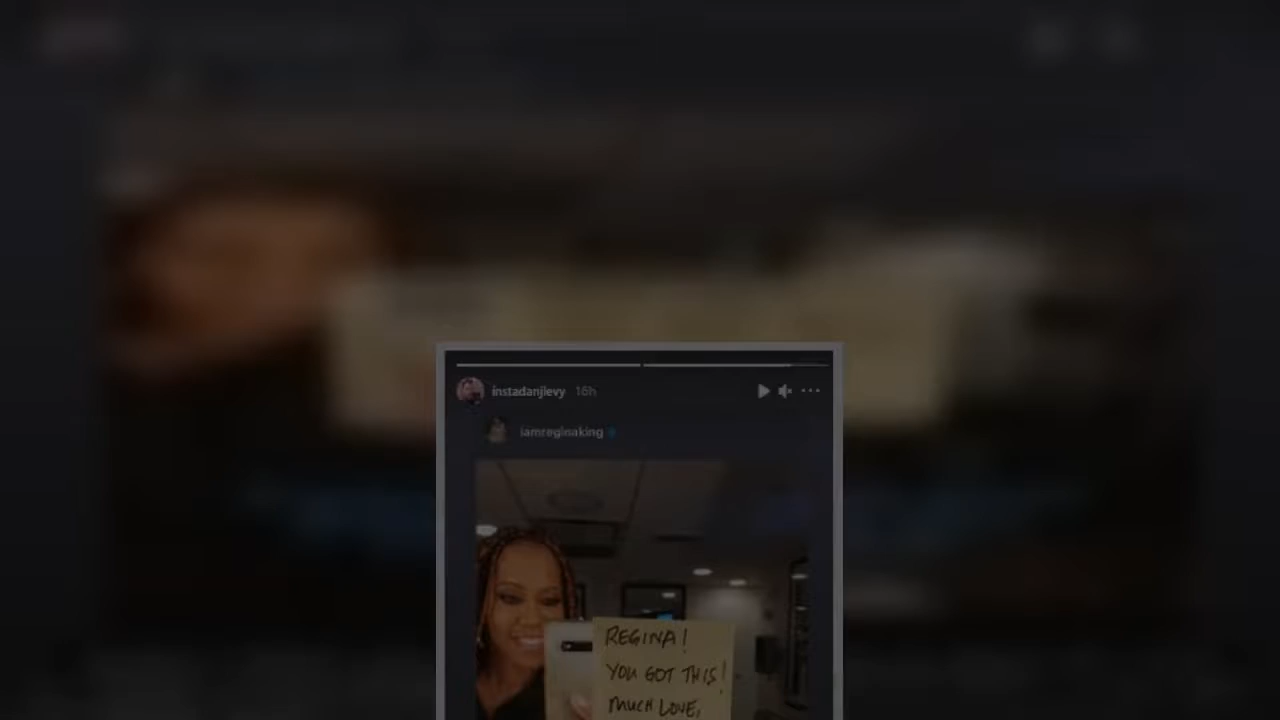 instadanjlevy 16h
iamreginaking
REGINA!
YOU GOT THIS!
MUCH LOVE,